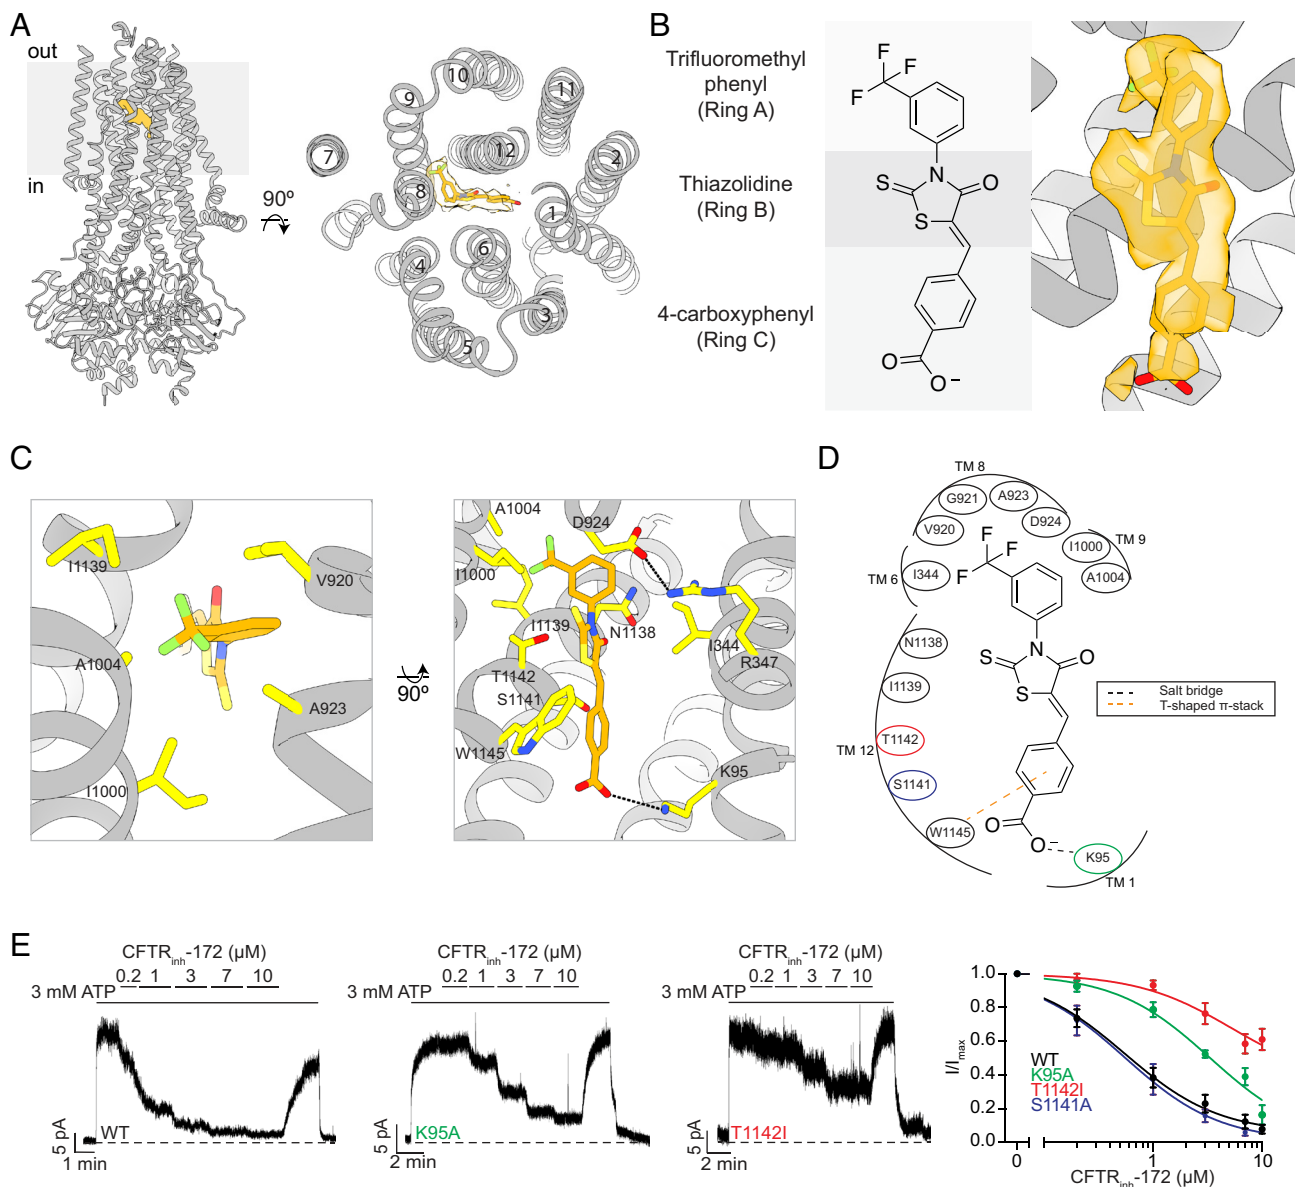 A
out
in
90º
7
9
10
11
12
2
8
1
6
4
3
5
B
Trifluoromethyl
phenyl
(Ring A)
Thiazolidine
(Ring B)
4-carboxyphenyl
(Ring C)
F
F
F
N
S
O
S
O
O⁻
C
I1139
V920
A1004
A923
I1000
90º
A1004
D924
I1000
I1139
N1138
I344
R347
T1142
S1141
W1145
K95
D
TM 8
G921
A923
V920
D924
I1000
TM 9
A1004
TM 6
I344
F
F
F
N1138
N
S
O
I1139
S
T1142
TM 12
S1141
W1145
O
O⁻
K95
TM 1
Salt bridge
T-shaped π-stack
E
CFTRinh-172 (µM)
0.2 1 3 7 10
3 mM ATP
WT
5 pA
1 min
CFTRinh-172 (µM)
0.2 1 3 7 10
3 mM ATP
K95A
5 pA
2 min
CFTRinh-172 (µM)
0.2 1 3 7 10
3 mM ATP
T1142I
5 pA
2 min
1.0
0.8
0.6
0.4
0.2
0.0
I/Imax
WT
K95A
T1142I
S1141A
0 1 10
CFTRinh-172 (µM)